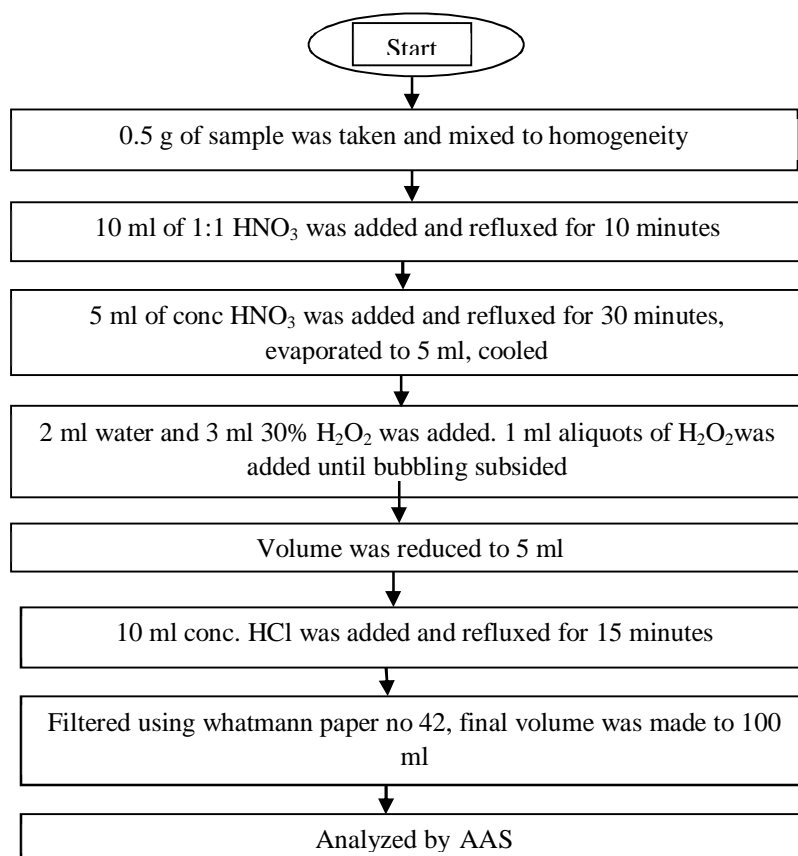 Start
0.5 g of sample was taken and mixed to homogeneity
10 ml of 1:1 HNO₃ was added and refluxed for 10 minutes
5 ml of conc HNO₃ was added and refluxed for 30 minutes,
evaporated to 5 ml, cooled
2 ml water and 3 ml 30% H₂O₂ was added. 1 ml aliquots of H₂O₂was
added until bubbling subsided
Volume was reduced to 5 ml
10 ml conc. HCl was added and refluxed for 15 minutes
Filtered using whatmann paper no 42, final volume was made to 100
ml
Analyzed by AAS